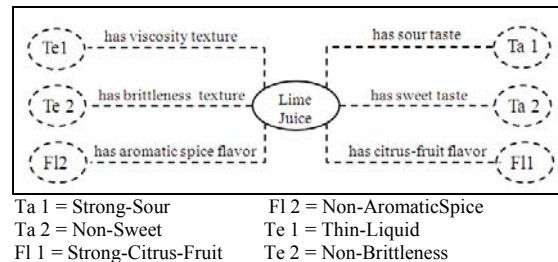 Te1 has viscosity texture has sour taste Ta 1
Te 2 has brittleness texture Lime Juice has sweet taste Ta 2
Fl2 has aromatic spice flavor has citrus-fruit flavor Fl1
Ta 1 = Strong-Sour Fl 2 = Non-AromaticSpice
Ta 2 = Non-Sweet Te 1 = Thin-Liquid
Fl 1 = Strong-Citrus-Fruit Te 2 = Non-Brittleness